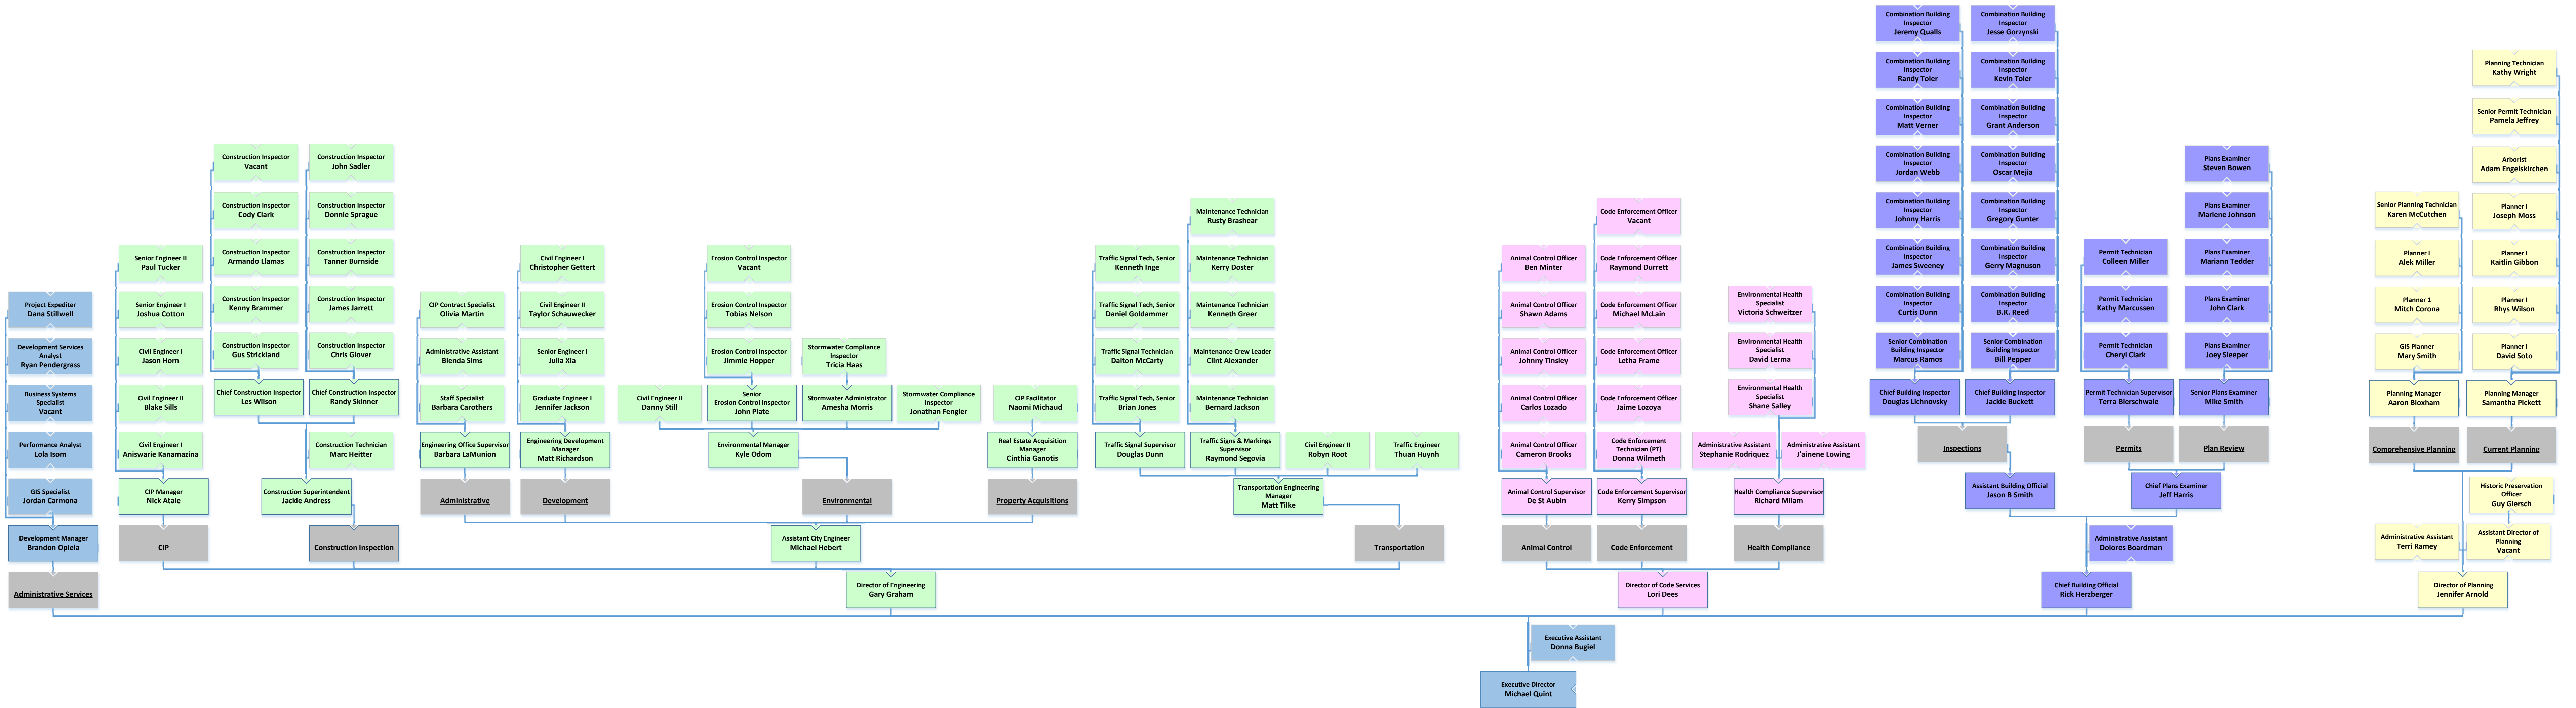 Combination Building
Inspector
Jeremy Qualls
Combination Building
Inspector
Jesse Gorzynski
Combination Building
Inspector
Randy Toler
Combination Building
Inspector
Kevin Toler
Planning Technician
Kathy Wright
Combination Building
Inspector
Matt Verner
Combination Building
Inspector
Grant Anderson
Senior Permit Technician
Pamela Jeffrey
Construction Inspector
Vacant
Construction Inspector
John Sadler
Combination Building
Inspector
Jordan Webb
Combination Building
Inspector
Oscar Mejia
Plans Examiner
Steven Bowen
Arborist
Adam Engelskirchen
Construction Inspector
Cody Clark
Construction Inspector
Donnie Sprague
Maintenance Technician
Rusty Brashear
Code Enforcement Officer
Vacant
Combination Building
Inspector
Johnny Harris
Combination Building
Inspector
Gregory Gunter
Plans Examiner
Marlene Johnson
Senior Planning Technician
Karen McCutchen
Planner I
Joseph Moss
Senior Engineer II
Paul Tucker
Construction Inspector
Armando Llamas
Construction Inspector
Tanner Burnside
Civil Engineer I
Christopher Gettert
Erosion Control Inspector
Vacant
Traffic Signal Tech, Senior
Kenneth Inge
Maintenance Technician
Kerry Doster
Animal Control Officer
Ben Minter
Code Enforcement Officer
Raymond Durrett
Combination Building
Inspector
James Sweeney
Combination Building
Inspector
Gerry Magnuson
Permit Technician
Colleen Miller
Plans Examiner
Mariann Tedder
Planner I
Alek Miller
Planner I
Kaitlin Gibbon
Project Expediter
Dana Stillwell
Senior Engineer I
Joshua Cotton
Construction Inspector
Kenny Brammer
Construction Inspector
James Jarrett
CIP Contract Specialist
Olivia Martin
Civil Engineer II
Taylor Schauwecker
Erosion Control Inspector
Tobias Nelson
Traffic Signal Tech, Senior
Daniel Goldammer
Maintenance Technician
Kenneth Greer
Animal Control Officer
Shawn Adams
Code Enforcement Officer
Michael McLain
Environmental Health
Specialist
Victoria Schweitzer
Combination Building
Inspector
Curtis Dunn
Combination Building
Inspector
B.K. Reed
Permit Technician
Kathy Marcussen
Plans Examiner
John Clark
Planner 1
Mitch Corona
Planner I
Rhys Wilson
Development Services
Analyst
Ryan Pendergrass
Civil Engineer I
Jason Horn
Construction Inspector
Gus Strickland
Construction Inspector
Chris Glover
Administrative Assistant
Blenda Sims
Senior Engineer I
Julia Xia
Erosion Control Inspector
Jimmie Hopper
Stormwater Compliance
Inspector
Tricia Haas
Traffic Signal Technician
Dalton McCarty
Maintenance Crew Leader
Clint Alexander
Animal Control Officer
Johnny Tinsley
Code Enforcement Officer
Letha Frame
Environmental Health
Specialist
David Lerma
Senior Combination
Building Inspector
Marcus Ramos
Senior Combination
Building Inspector
Bill Pepper
Permit Technician
Cheryl Clark
Plans Examiner
Joey Sleeper
GIS Planner
Mary Smith
Planner I
David Soto
Business Systems
Specialist
Vacant
Civil Engineer II
Blake Sills
Chief Construction Inspector
Les Wilson
Chief Construction Inspector
Randy Skinner
Staff Specialist
Barbara Carothers
Graduate Engineer I
Jennifer Jackson
Civil Engineer II
Danny Still
Senior
Erosion Control Inspector
John Plate
Stormwater Administrator
Amesha Morris
Stormwater Compliance
Inspector
Jonathan Fengler
CIP Facilitator
Naomi Michaud
Traffic Signal Tech, Senior
Brian Jones
Maintenance Technician
Bernard Jackson
Animal Control Officer
Carlos Lozado
Code Enforcement Officer
Jaime Lozoya
Environmental Health
Specialist
Shane Salley
Chief Building Inspector
Douglas Lichnovsky
Chief Building Inspector
Jackie Buckett
Permit Technician Supervisor
Terra Bierschwale
Senior Plans Examiner
Mike Smith
Planning Manager
Aaron Bloxham
Planning Manager
Samantha Pickett
Performance Analyst
Lola Isom
Civil Engineer I
Aniswarie Kanamazina
Construction Technician
Marc Heitter
Engineering Office Supervisor
Barbara LaMunion
Engineering Development
Manager
Matt Richardson
Environmental Manager
Kyle Odom
Real Estate Acquisition
Manager
Cinthia Ganotis
Traffic Signal Supervisor
Douglas Dunn
Traffic Signs & Markings
Supervisor
Raymond Segovia
Civil Engineer II
Robyn Root
Traffic Engineer
Thuan Huynh
Animal Control Officer
Cameron Brooks
Code Enforcement
Technician (PT)
Donna Wilmeth
Administrative Assistant
Stephanie Rodriquez
Administrative Assistant
J'ainene Lowing
Inspections
Permits
Plan Review
Comprehensive Planning
Current Planning
GIS Specialist
Jordan Carmona
CIP Manager
Nick Ataie
Construction Superintendent
Jackie Andress
Administrative
Development
Environmental
Property Acquisitions
Transportation Engineering
Manager
Matt Tilke
Animal Control Supervisor
De St Aubin
Code Enforcement Supervisor
Kerry Simpson
Health Compliance Supervisor
Richard Milam
Assistant Building Official
Jason B Smith
Chief Plans Examiner
Jeff Harris
Historic Preservation
Officer
Guy Giersch
Development Manager
Brandon Opiela
CIP
Construction Inspection
Assistant City Engineer
Michael Hebert
Transportation
Animal Control
Code Enforcement
Health Compliance
Administrative Assistant
Dolores Boardman
Administrative Assistant
Terri Ramey
Assistant Director of
Planning
Vacant
Administrative Services
Director of Engineering
Gary Graham
Director of Code Services
Lori Dees
Chief Building Official
Rick Herzberger
Director of Planning
Jennifer Arnold
Executive Assistant
Donna Bugiel
Executive Director
Michael Quint